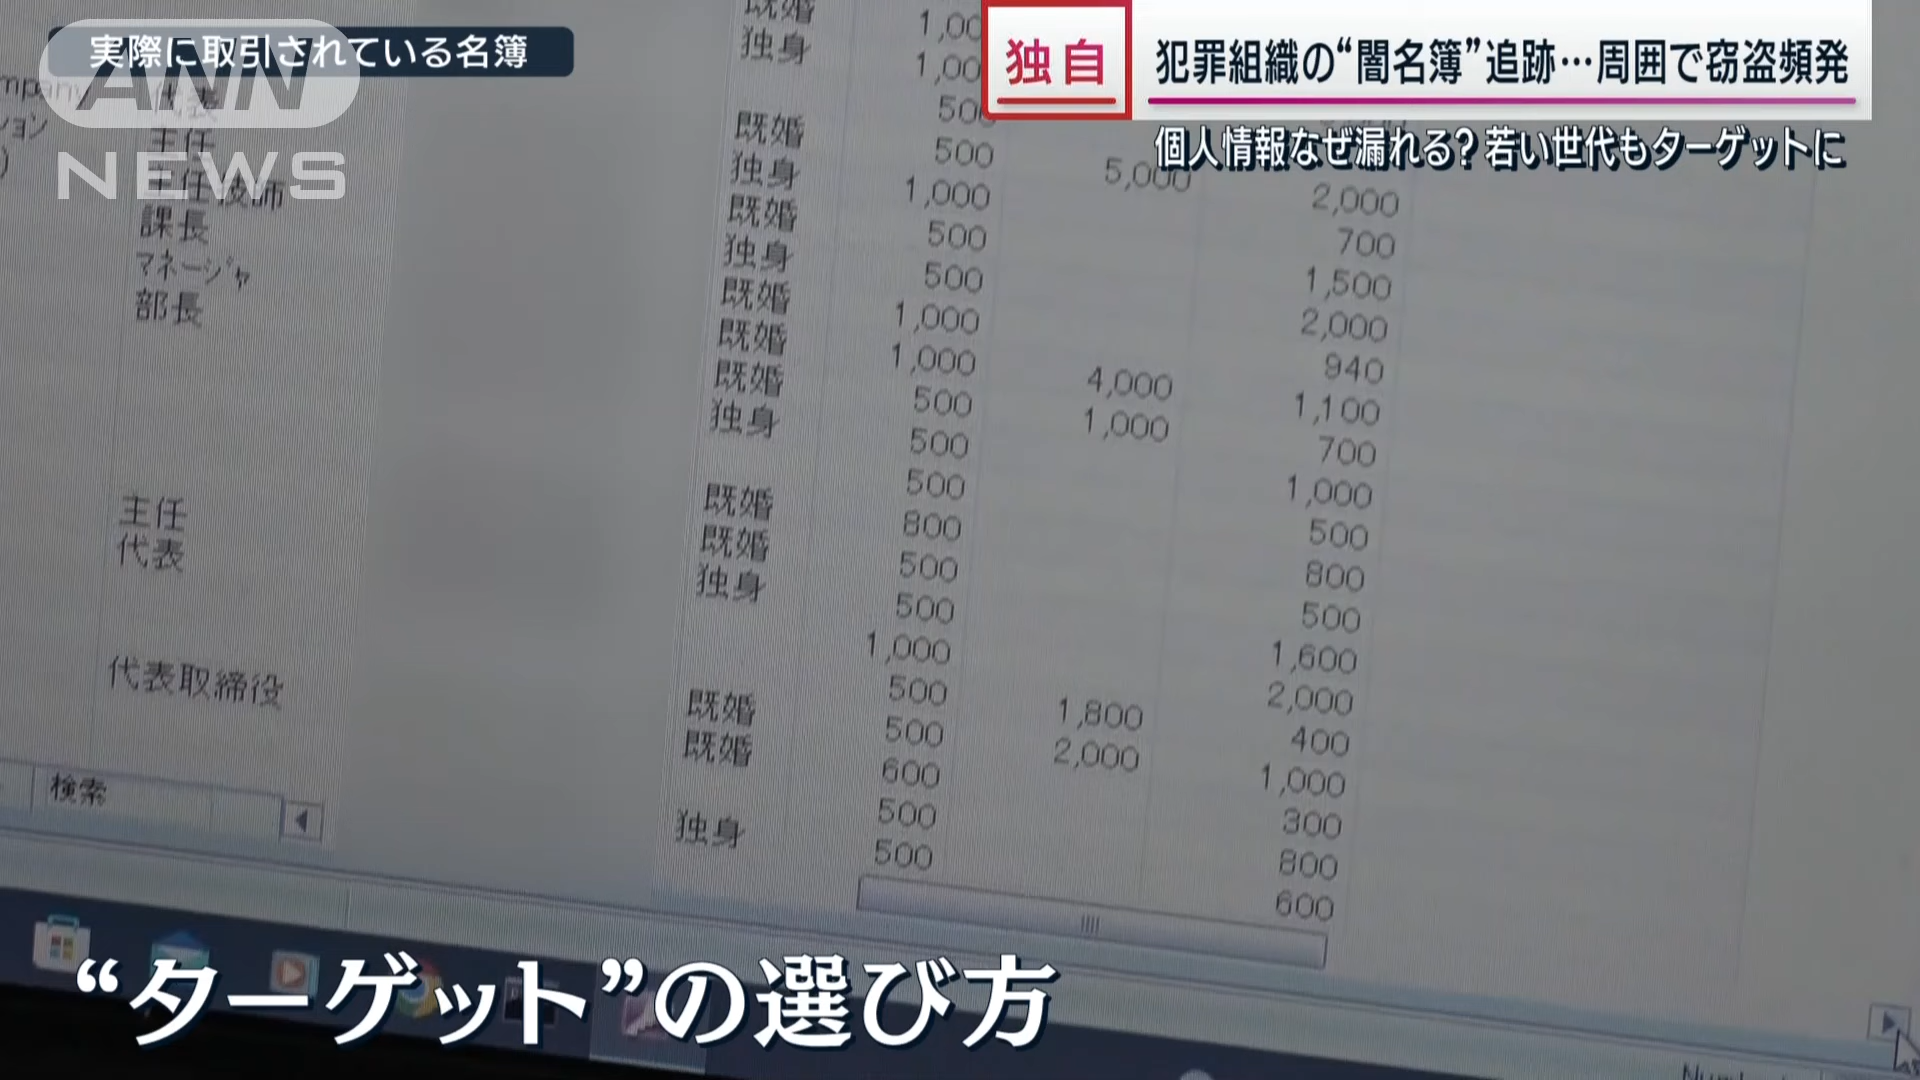 実際に取引されている名簿
ANN
NEWS
独自
犯罪組織の“闇名簿”追跡…周囲で窃盗頻発
個人情報なぜ漏れる?若い世代もターゲットに
代表
主任
主任技師
課長
マネージャ
部長
主任
代表
代表取締役
検索
既婚
独身 1,000
500
既婚 500 5,000
独身 1,000 2,000
既婚 500 700
独身 500 1,500
既婚 1,000 2,000
既婚 1,000 940
既婚 500 4,000 1,100
独身 500 1,000 700
500 1,000
既婚 800 500
既婚 500 800
独身 500 500
1,000 1,600
500 2,000
既婚 500 1,800 400
既婚 600 2,000 1,000
500 300
独身 500 800
600
“ターゲット”の選び方